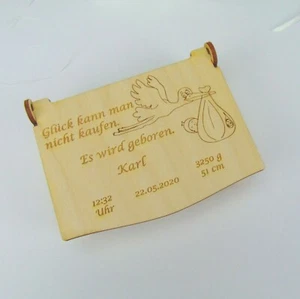 Glück kann man
nicht kaufen.
Es wird geboren.
Karl
12:32 22.05.2020 3250 g
Uhr 51 cm